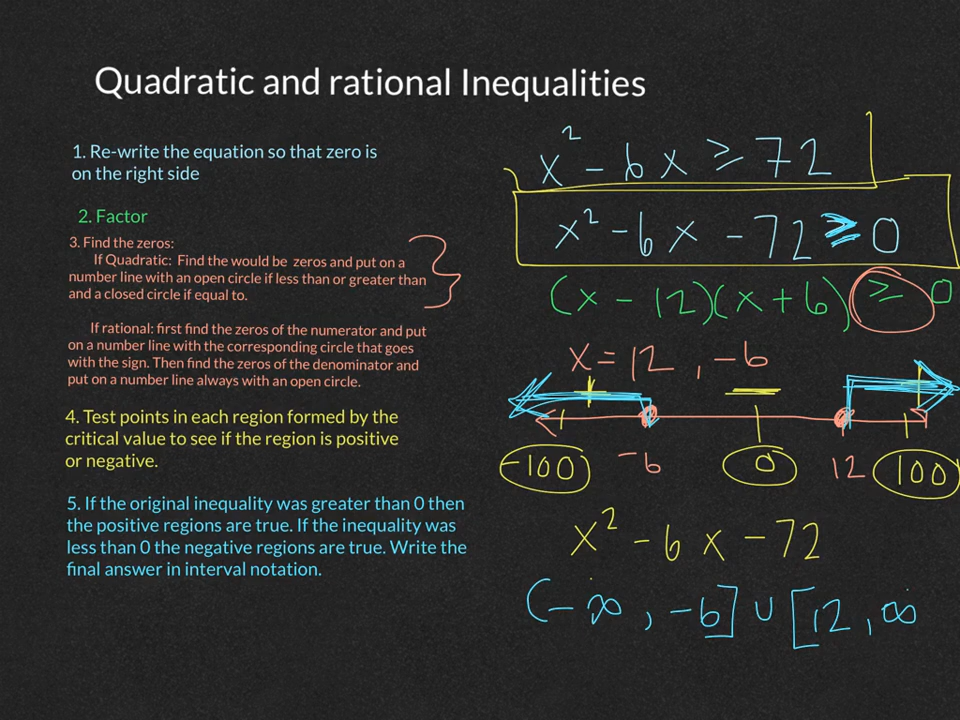 Quadratic and rational Inequalities
1. Re-write the equation so that zero is
on the right side
2. Factor
3. Find the zeros:
If Quadratic: Find the would be zeros and put on a
number line with an open circle if less than or greater than
and a closed circle if equal to.
If rational: first find the zeros of the numerator and put
on a number line with the corresponding circle that goes
with the sign. Then find the zeros of the denominator and
put on a number line always with an open circle.
4. Test points in each region formed by the
critical value to see if the region is positive
or negative.
5. If the original inequality was greater than 0 then
the positive regions are true. If the inequality was
less than 0 the negative regions are true. Write the
final answer in interval notation.
x² - 6x ≥ 72
x² - 6x - 72 ≥ 0
(x - 12)(x + 6) ≥ 0
x = 12, -6
+ — +
-100 -6 0 12 100
x² - 6x - 72
(-∞, -6] ∪ [12, ∞